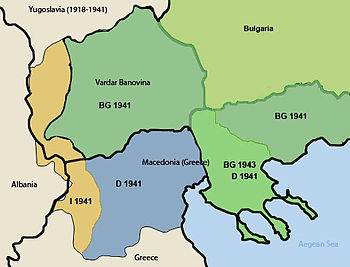 Yugoslavia (1918-1941)
Bulgaria
Vardar Banovina
BG 1941
BG 1941
Macedonia (Greece)
BG 1943
D 1941
D 1941
Albania
I 1941
Greece
Aegean Sea